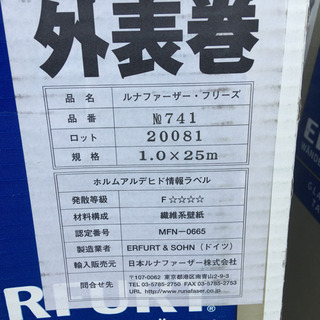 外表巻
品 名 ルナファーザー・フリーズ
品 番 №741
ロット 20081
規 格 1.0×25m
ホルムアルデヒド情報ラベル
発散等級 F☆☆☆☆
材料構成 繊維系壁紙
認定番号 MFN-0665
製造業者 ERFURT & SOHN（ドイツ）
輸入販売元 日本ルナファーザー株式会社
問合せ先 〒107-0062 東京都港区南青山2-9-3
TEL 03-5785-2750 FAX 03-5785-2753
URL http://www.runafaser.co.jp
RFURT